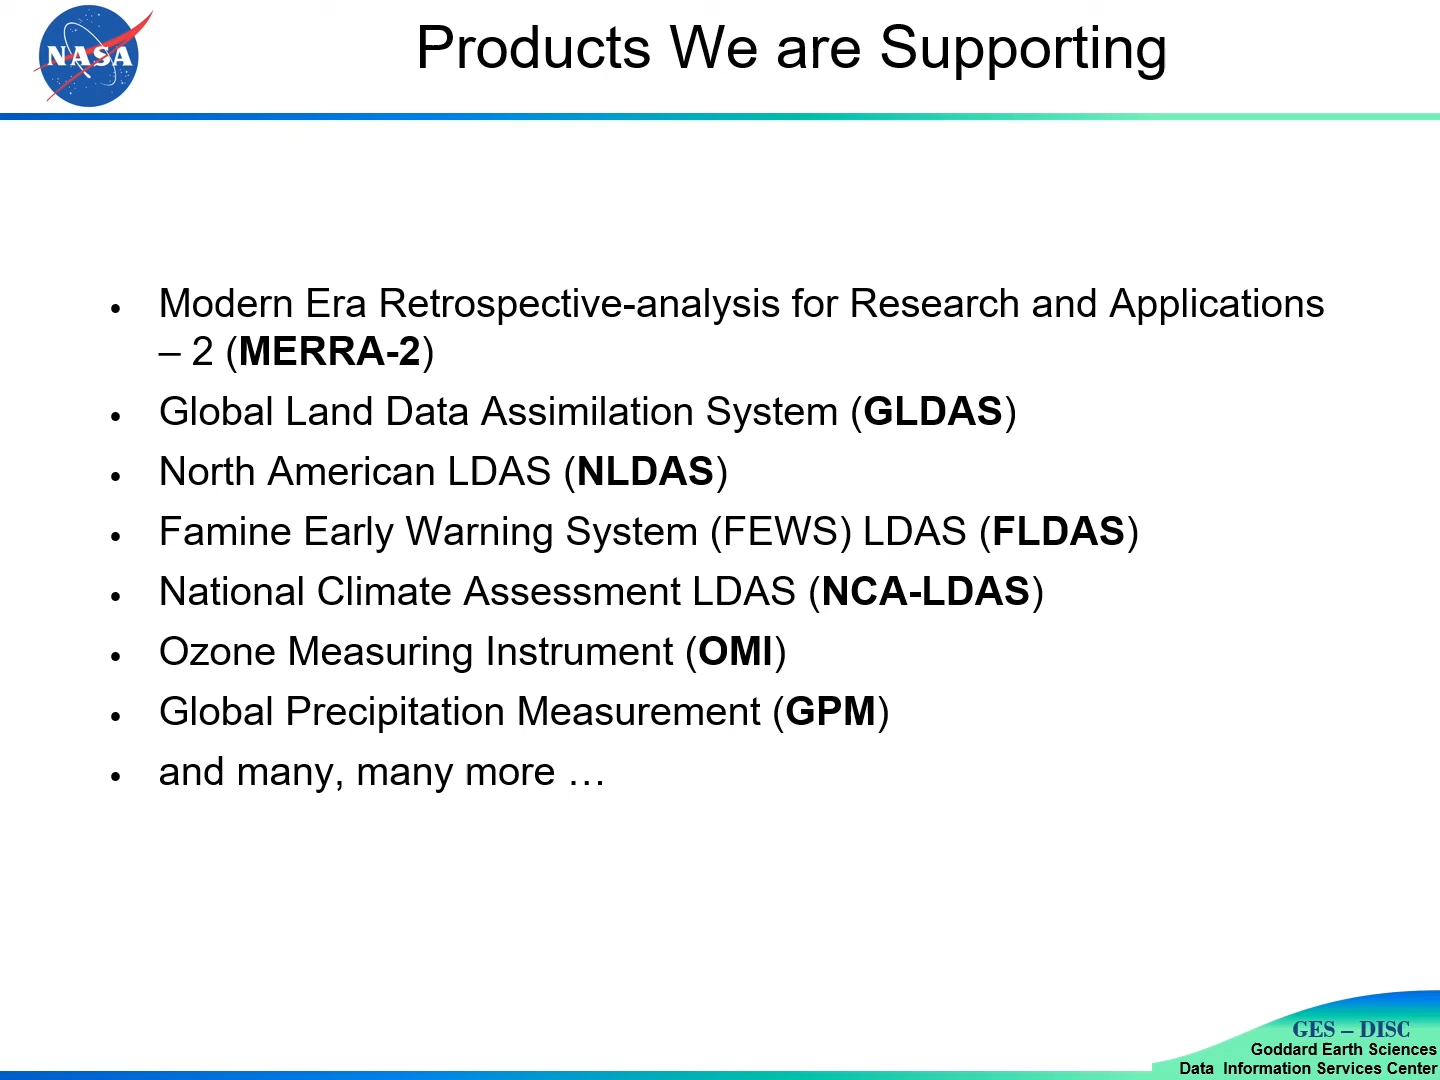 NASA
Products We are Supporting
• Modern Era Retrospective-analysis for Research and Applications
– 2 (MERRA-2)
• Global Land Data Assimilation System (GLDAS)
• North American LDAS (NLDAS)
• Famine Early Warning System (FEWS) LDAS (FLDAS)
• National Climate Assessment LDAS (NCA-LDAS)
• Ozone Measuring Instrument (OMI)
• Global Precipitation Measurement (GPM)
• and many, many more …
GES – DISC
Goddard Earth Sciences
Data Information Services Center